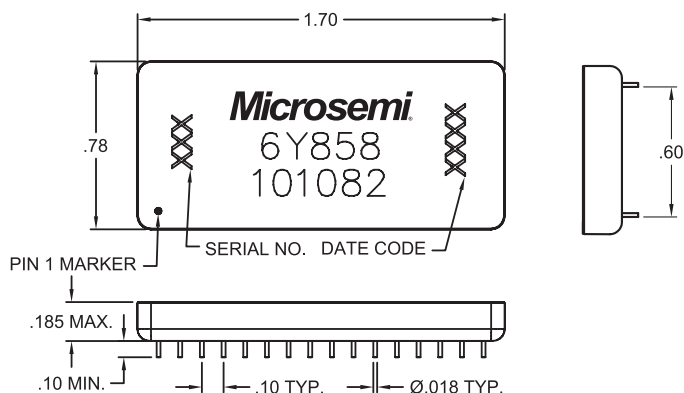 1.70
Microsemi
6Y858
101082
.78
.60
SERIAL NO. DATE CODE
PIN 1 MARKER
.185 MAX.
.10 MIN.
.10 TYP.
Ø.018 TYP.